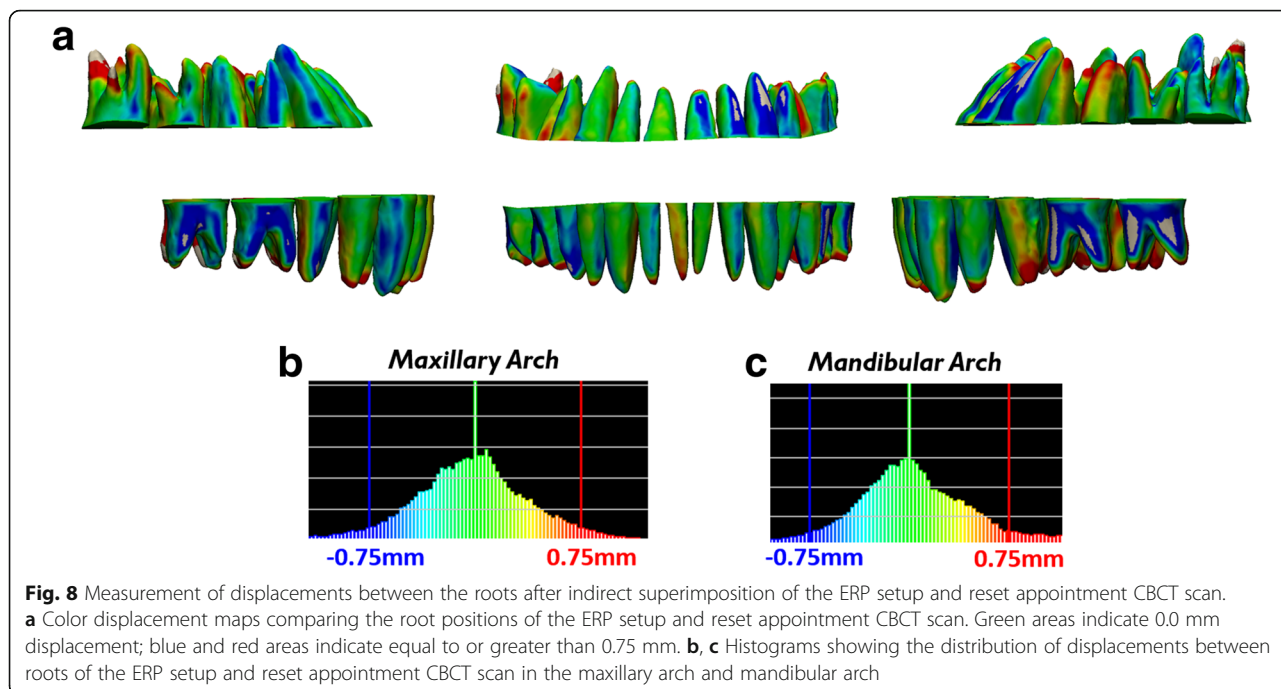 a
b
Maxillary Arch
-0.75mm
0.75mm
c
Mandibular Arch
-0.75mm
0.75mm
Fig. 8 Measurement of displacements between the roots after indirect superimposition of the ERP setup and reset appointment CBCT scan.
a Color displacement maps comparing the root positions of the ERP setup and reset appointment CBCT scan. Green areas indicate 0.0 mm
displacement; blue and red areas indicate equal to or greater than 0.75 mm. b, c Histograms showing the distribution of displacements between
roots of the ERP setup and reset appointment CBCT scan in the maxillary arch and mandibular arch